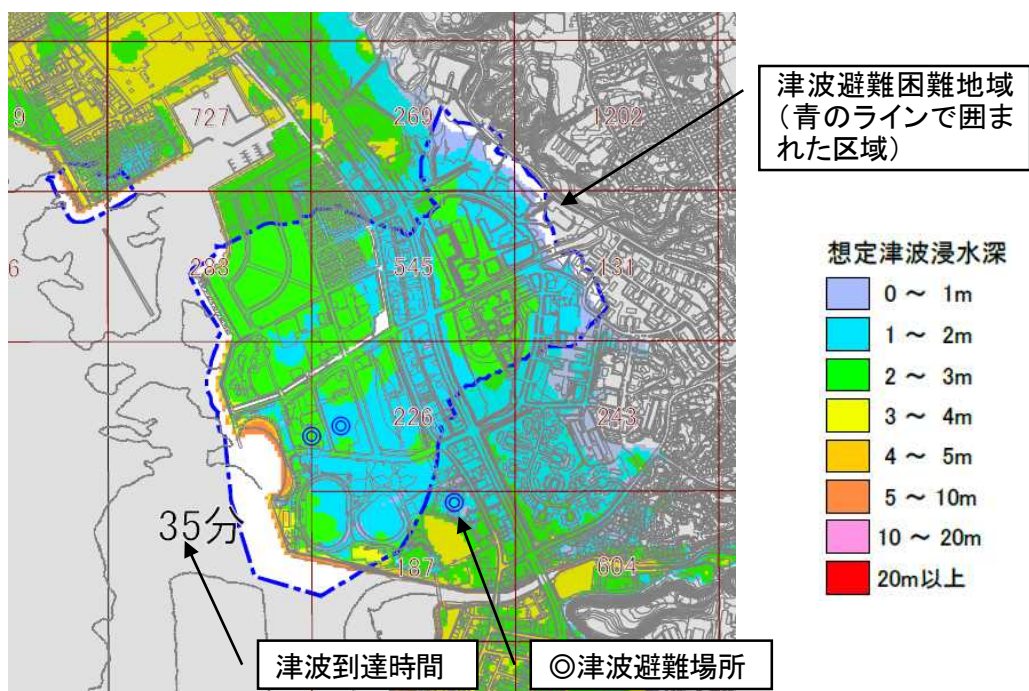 津波避難困難地域
（青のラインで囲ま
れた区域）
9
727
269
1202
6
283
545
131
226
243
35分
187
604
津波到達時間
◎津波避難場所
想定津波浸水深
0 ～ 1m
1 ～ 2m
2 ～ 3m
3 ～ 4m
4 ～ 5m
5 ～ 10m
10 ～ 20m
20m以上